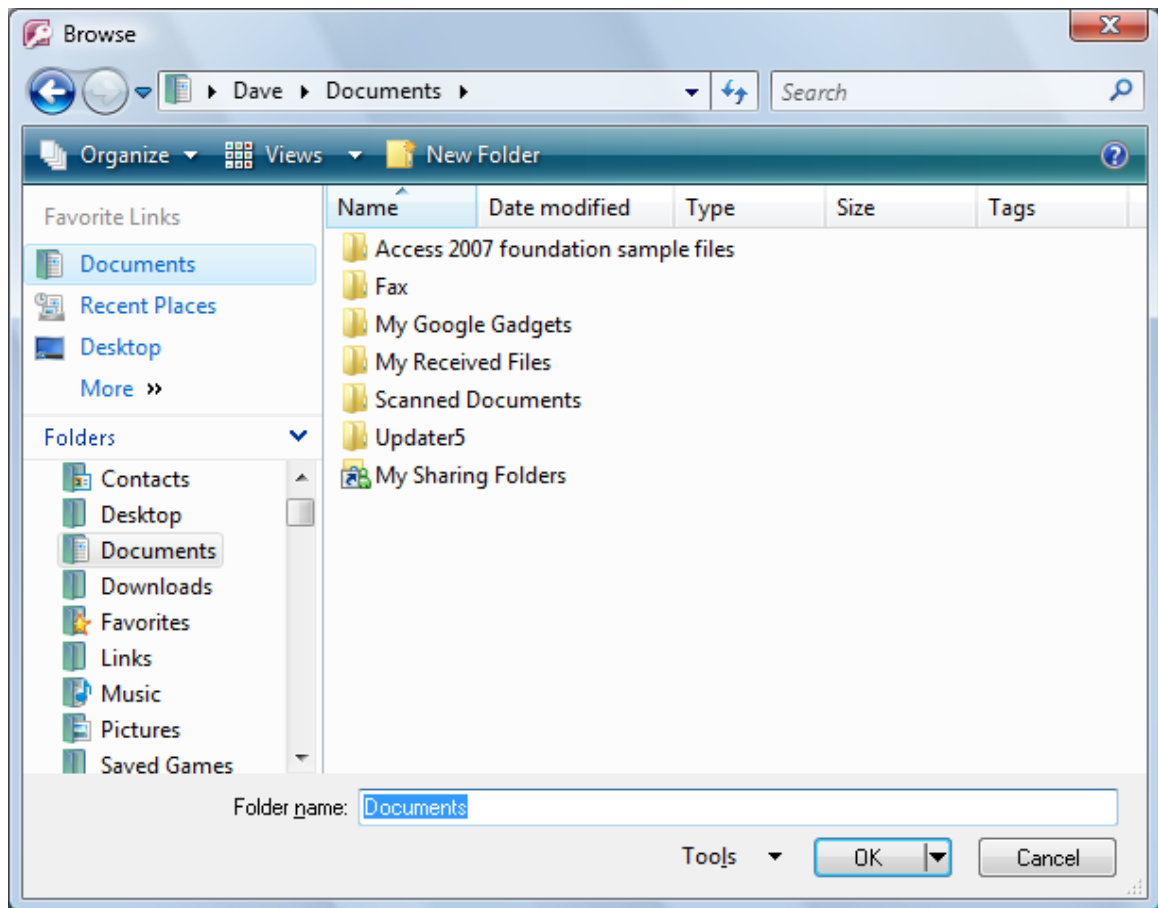 Browse
Dave Documents
Search
Organize Views New Folder
Favorite Links
Documents
Recent Places
Desktop
More »
Folders
Contacts
Desktop
Documents
Downloads
Favorites
Links
Music
Pictures
Saved Games
Name Date modified Type Size Tags
Access 2007 foundation sample files
Fax
My Google Gadgets
My Received Files
Scanned Documents
Updater5
My Sharing Folders
Folder name: Documents
Tools OK Cancel